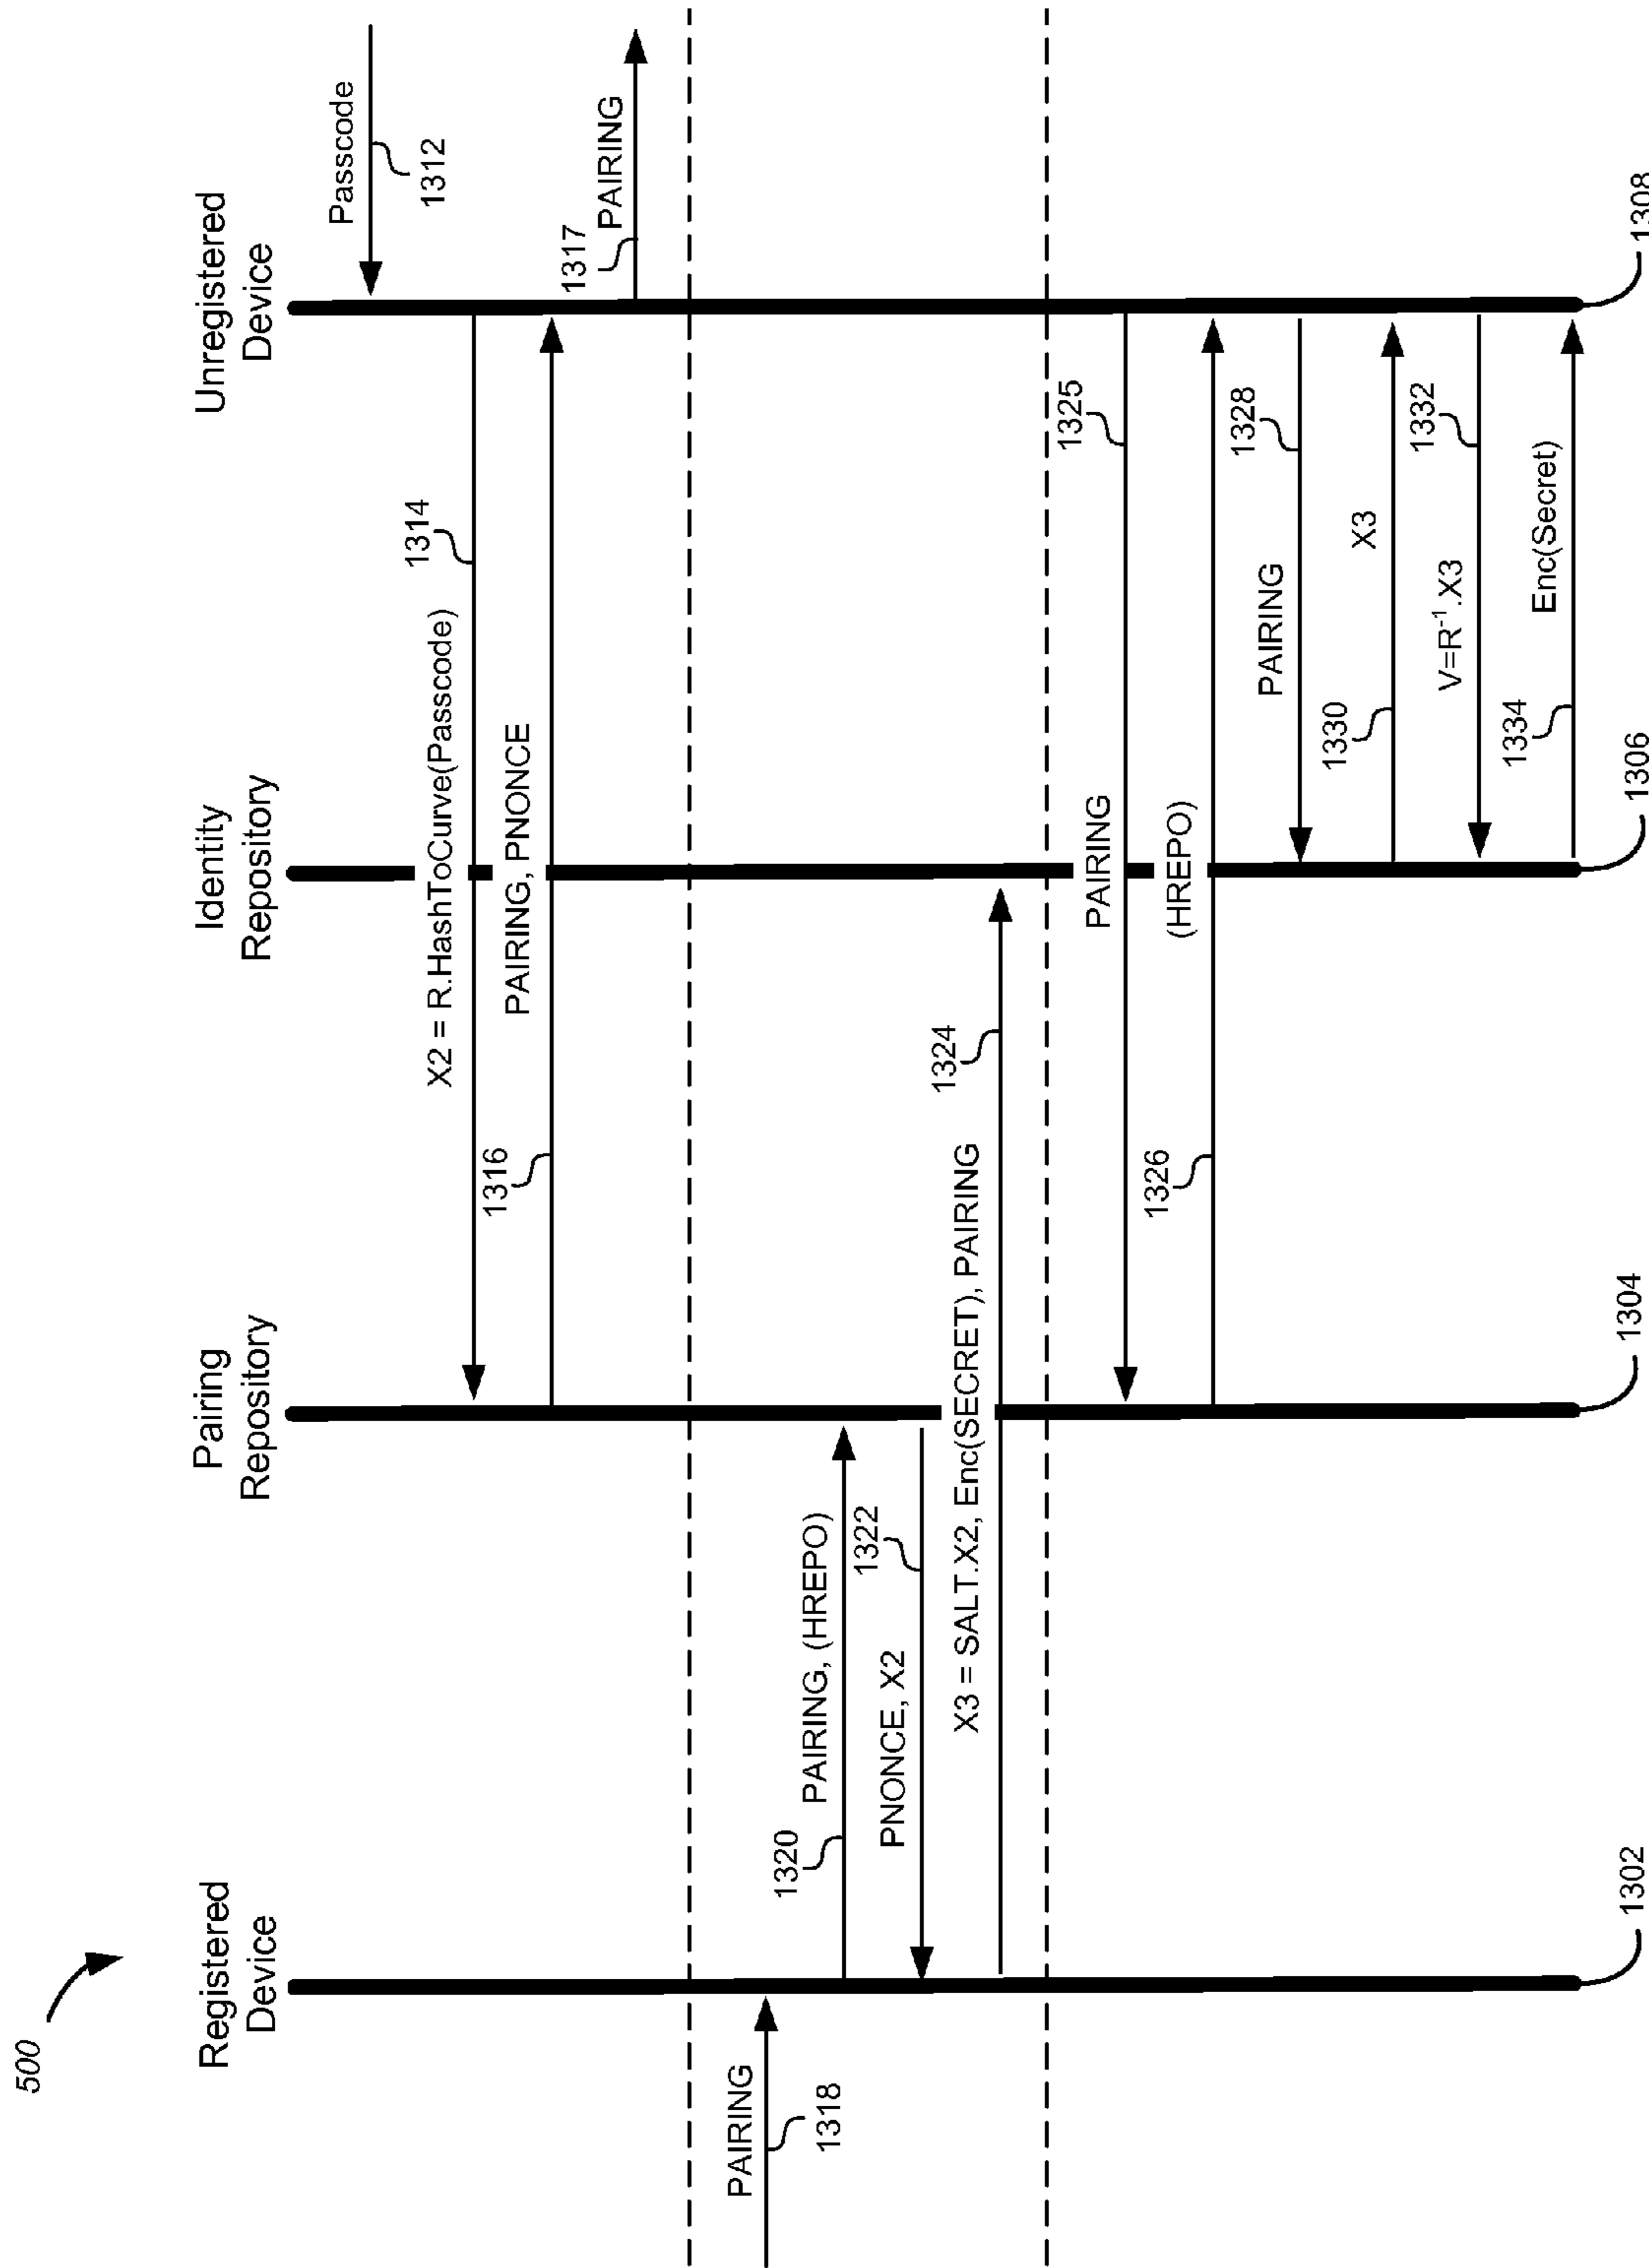 500
Registered
Device
Pairing
Repository
Identity
Repository
Unregistered
Device
Passcode
1312
1314
X2 = R.HashToCurve(Passcode)
1316
PAIRING, PNONCE
1317
PAIRING
PAIRING
1318
1320
PAIRING, (HREPO)
1322
PNONCE, X2
1324
X3 = SALT.X2, Enc(SECRET), PAIRING
1325
PAIRING
1326
(HREPO)
1328
PAIRING
1330
X3
1332
V=R⁻¹.X3
1334
Enc(Secret)
1302
1304
1306
1308